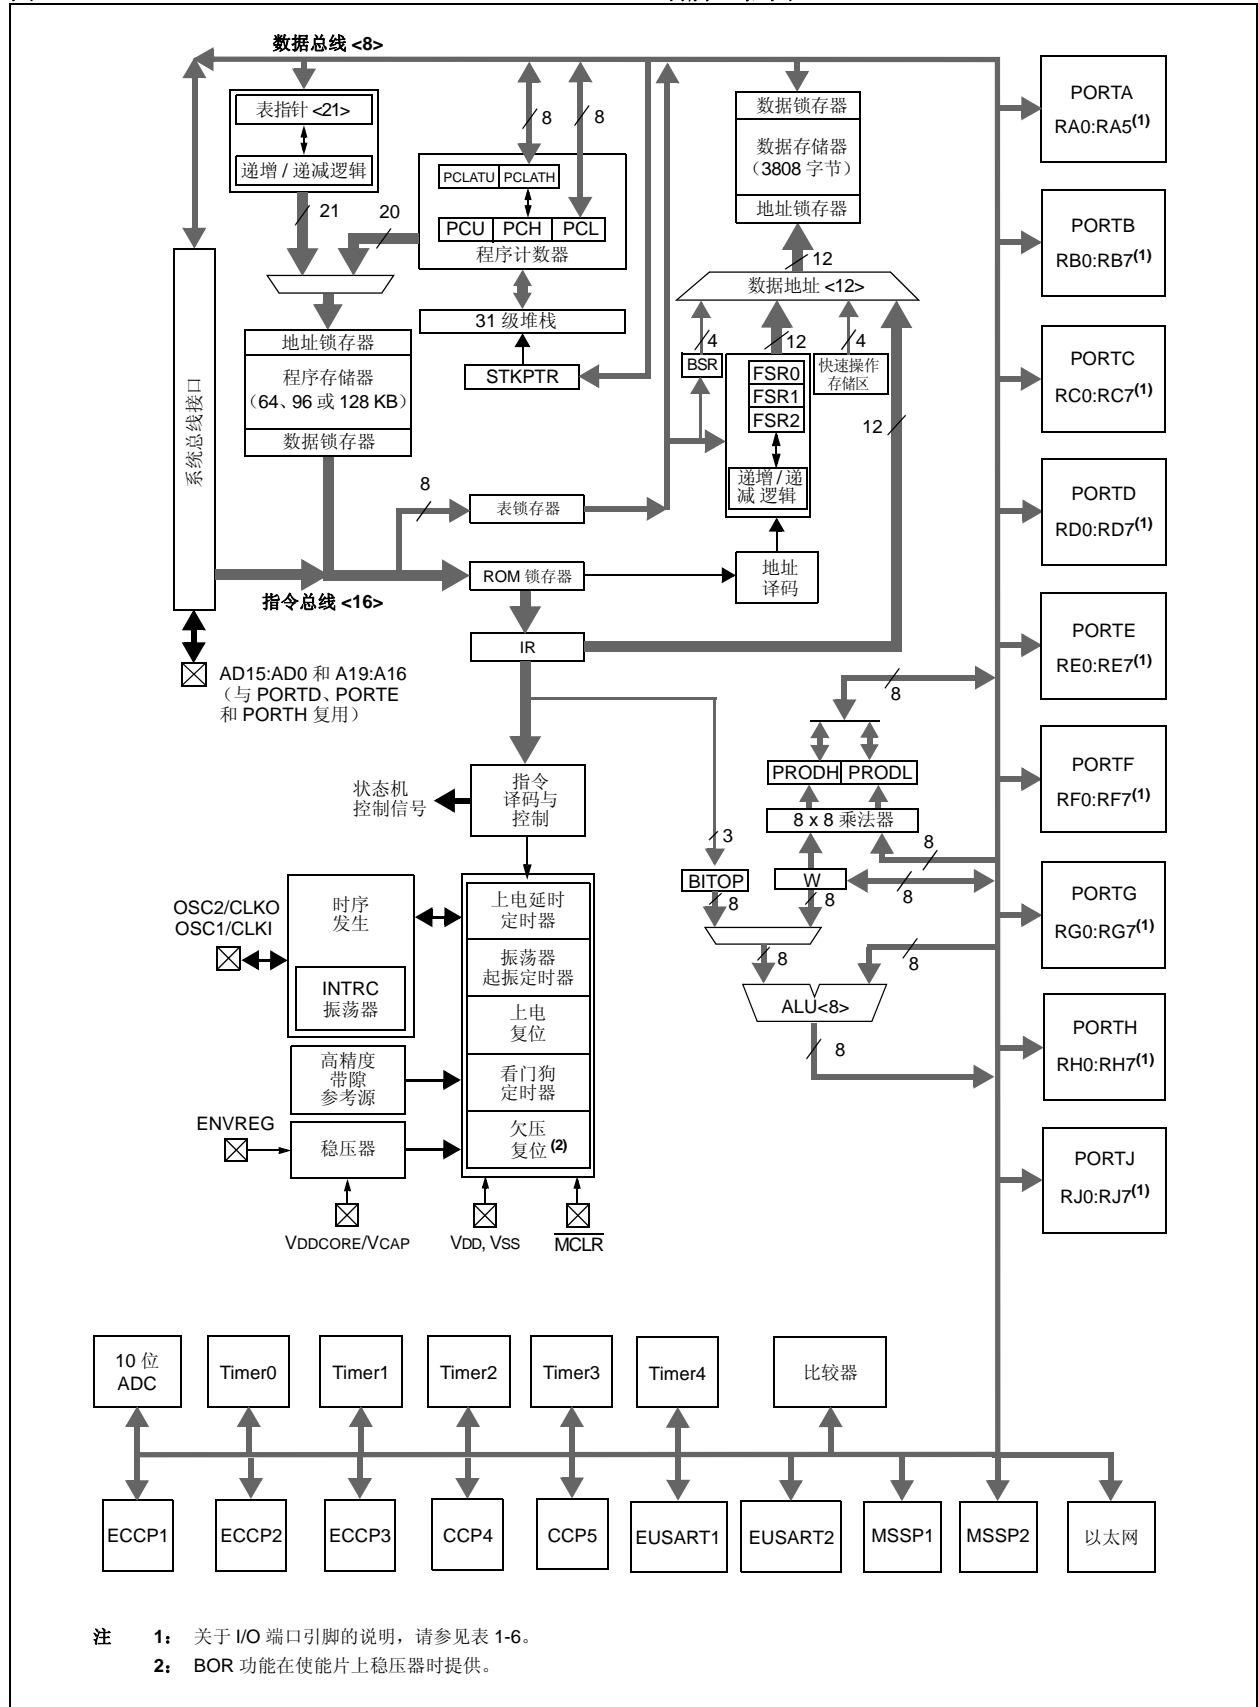 数据总线 <8>
表指针 <21>
递增 / 递减逻辑
21
20
8
8
PCLATU
PCLATH
PCU
PCH
PCL
程序计数器
31 级堆栈
STKPTR
数据锁存器
数据存储器
（3808 字节）
地址锁存器
12
数据地址 <12>
4
12
4
BSR
FSR0
FSR1
FSR2
快速操作
存储区
12
递增 / 递
减 逻辑
地址锁存器
程序存储器
（64、96 或 128 KB）
数据锁存器
系统总线接口
8
表锁存器
ROM 锁存器
地址
译码
指令总线 <16>
IR
AD15:AD0 和 A19:A16
（与 PORTD、PORTE
和 PORTH 复用）
8
PRODH
PRODL
8 x 8 乘法器
8
状态机
控制信号
指令
译码与
控制
3
BITOP
W
8
8
8
8
8
ALU<8>
8
OSC2/CLKO
OSC1/CLKI
时序
发生
INTRC
振荡器
上电延时
定时器
振荡器
起振定时器
上电
复位
看门狗
定时器
欠压
复位 (2)
高精度
带隙
参考源
ENVREG
稳压器
VDDCORE/VCAP
VDD, VSS
MCLR
PORTA
RA0:RA5(1)
PORTB
RB0:RB7(1)
PORTC
RC0:RC7(1)
PORTD
RD0:RD7(1)
PORTE
RE0:RE7(1)
PORTF
RF0:RF7(1)
PORTG
RG0:RG7(1)
PORTH
RH0:RH7(1)
PORTJ
RJ0:RJ7(1)
10 位
ADC
Timer0
Timer1
Timer2
Timer3
Timer4
比较器
ECCP1
ECCP2
ECCP3
CCP4
CCP5
EUSART1
EUSART2
MSSP1
MSSP2
以太网
注 1： 关于 I/O 端口引脚的说明，请参见表 1-6。
2： BOR 功能在使能片上稳压器时提供。